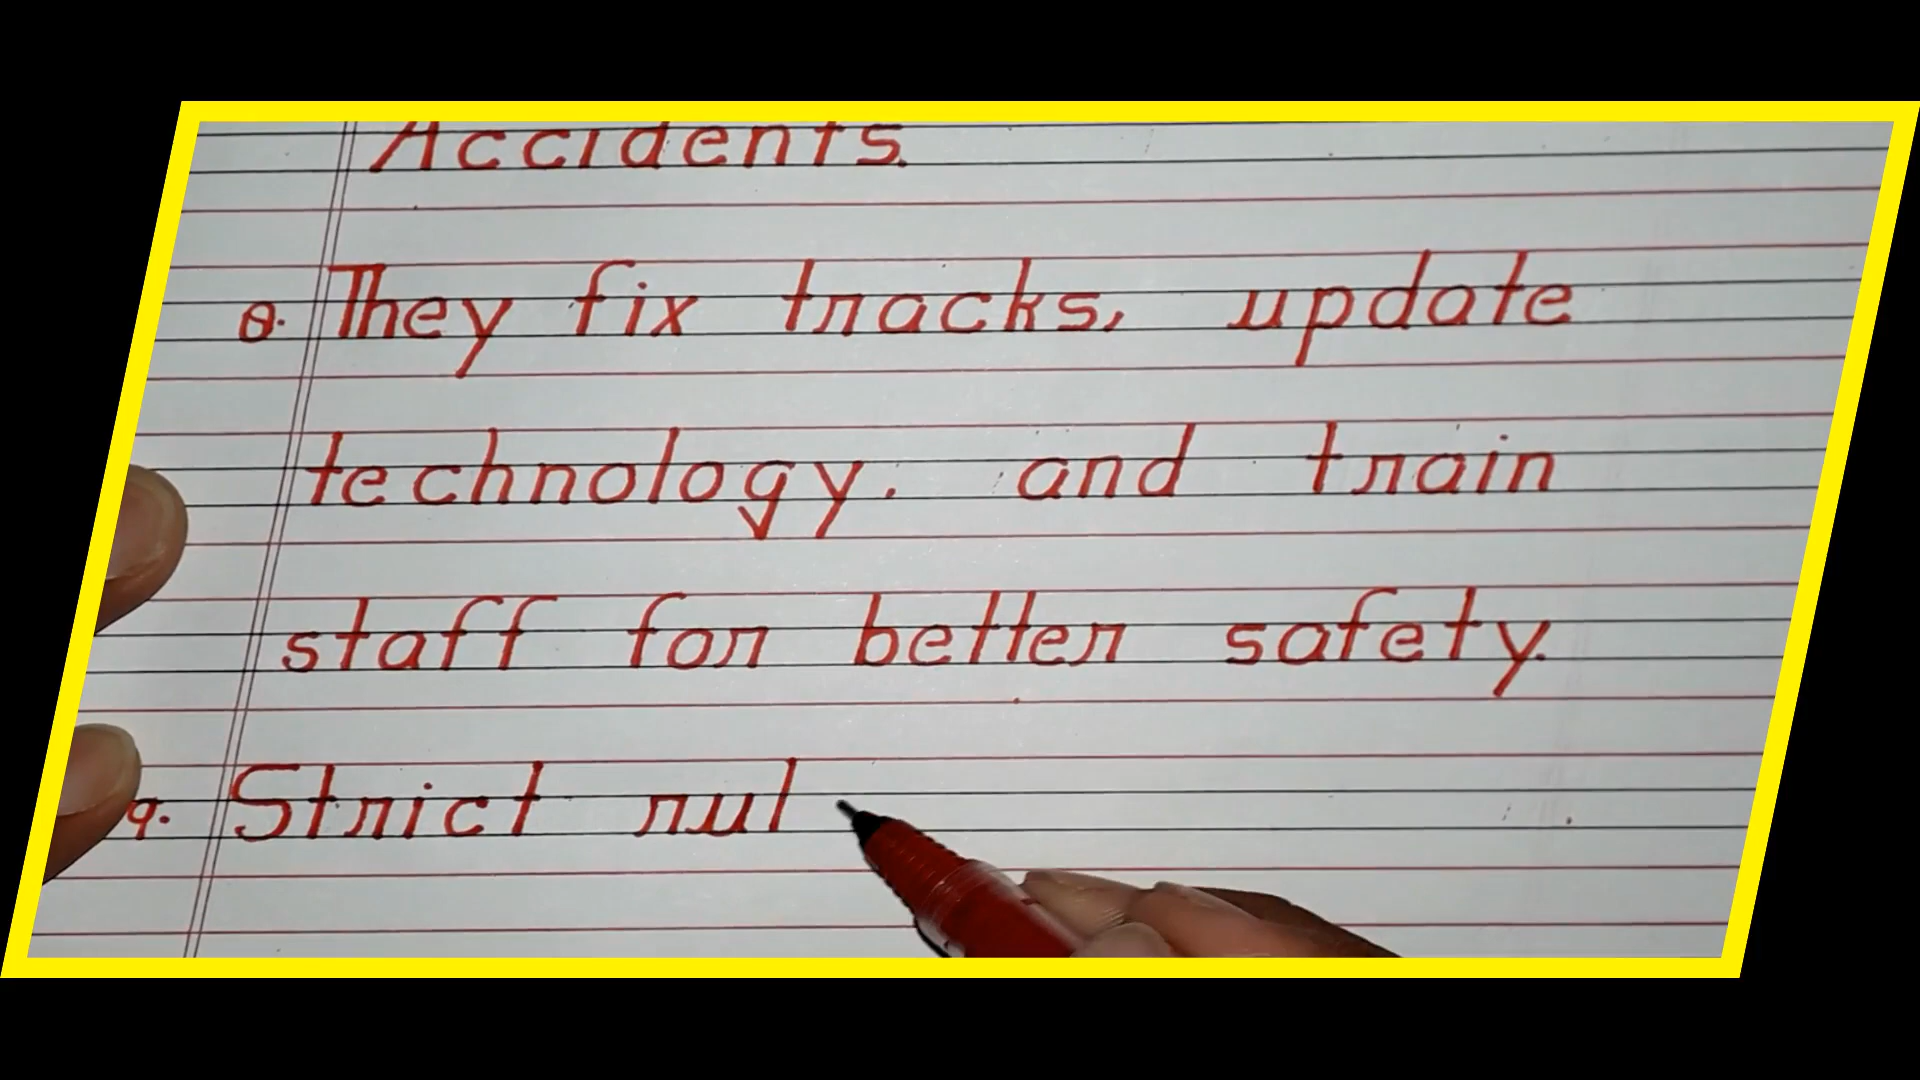 Accidents.
8. They fix tracks, update
technology. and train
staff for better safety.
9. Strict rul